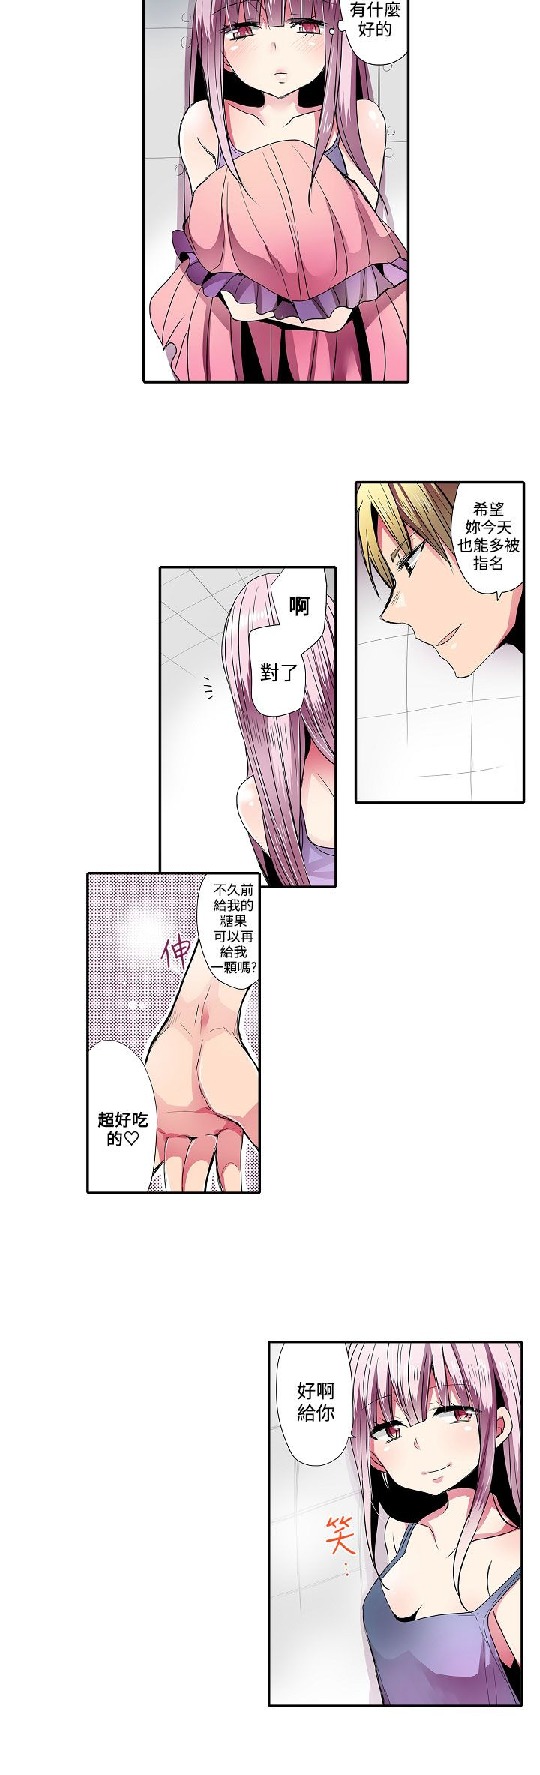 有什麼
好的
希望
妳今天
也能多被
指名
啊
對了
不久前
給我的
糖果
可以再
給我
一顆嗎?
伸
超好吃
的♡
好啊
給你
笑…